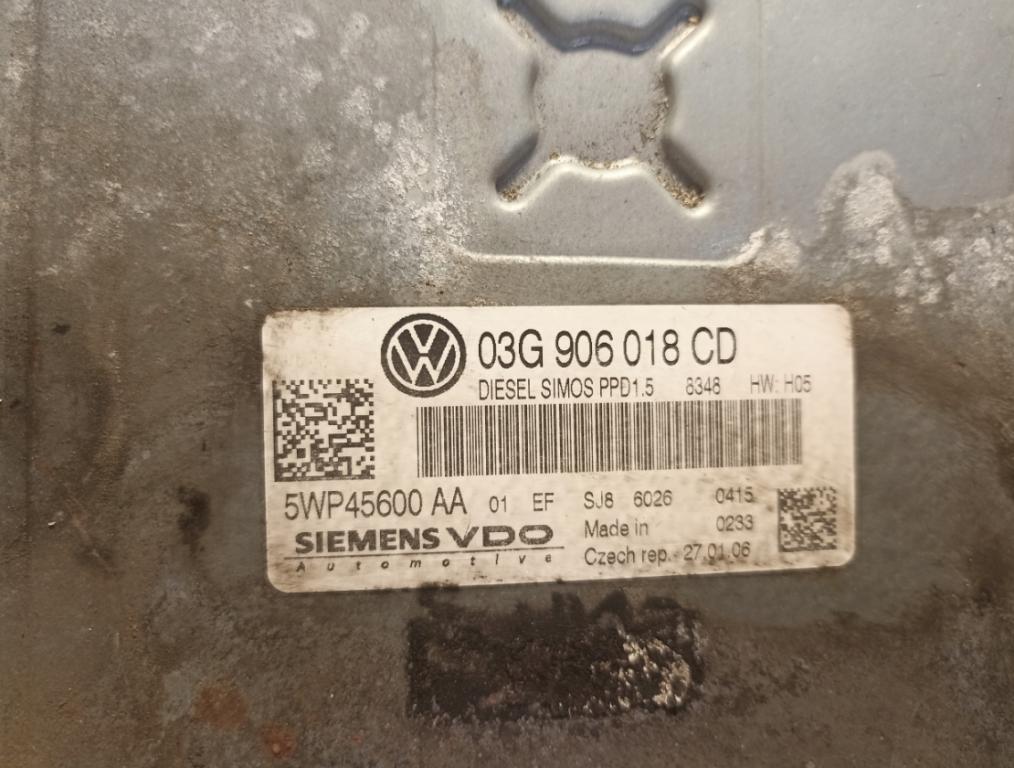 03G 906 018 CD
DIESEL SIMOS PPD1.5 8348 HW: H05
5WP45600 AA 01 EF SJ8 6026 0415
SIEMENS VDO Made in 0233
Automotive Czech rep. 27.01.06